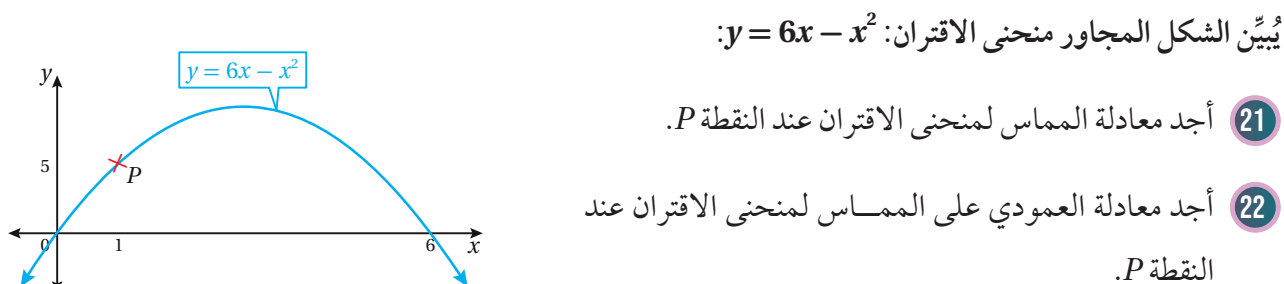 يُبيِّن الشكل المجاور منحنى الاقتران: y = 6x − x²:
21 أجد معادلة المماس لمنحنى الاقتران عند النقطة P.
22 أجد معادلة العمودي على الممـــاس لمنحنى الاقتران عند
النقطة P.
y
y = 6x − x²
5
P
0
1
6
x